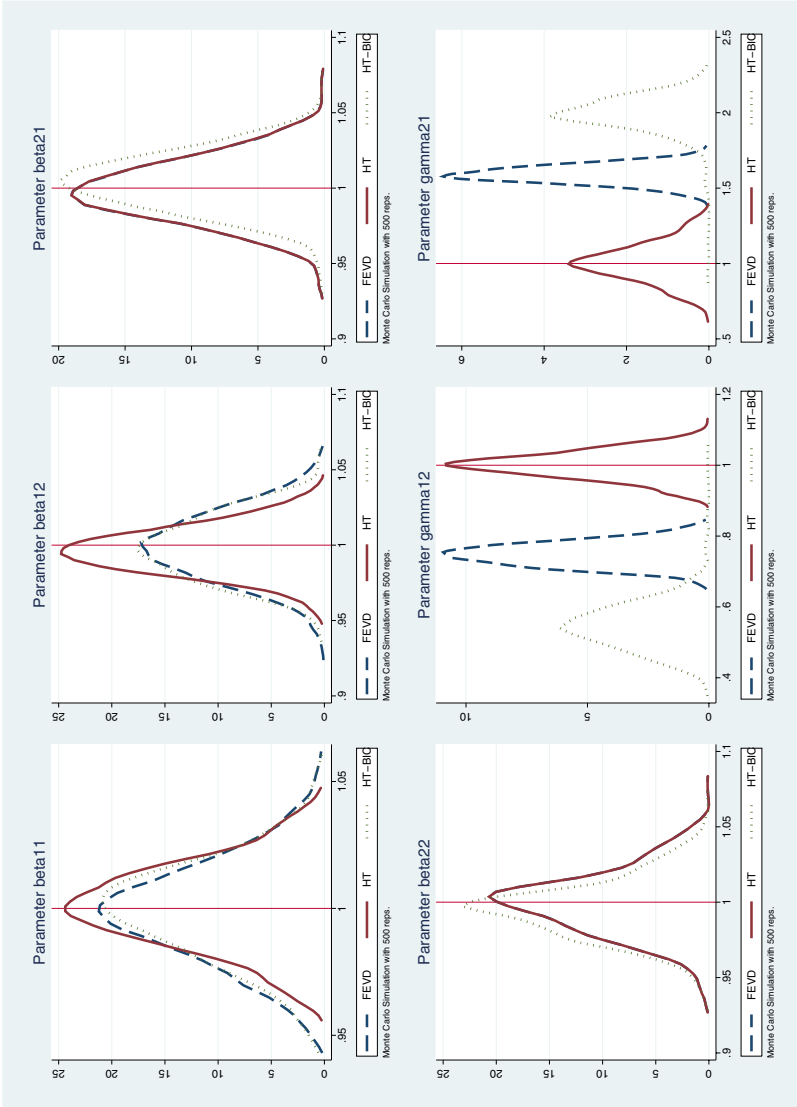 Parameter beta11
25
20
15
10
5
0
.95 1 1.05
FEVD HT HT-BIC
Monte Carlo Simulation with 500 reps.
Parameter beta12
25
20
15
10
5
0
.9 .95 1 1.05 1.1
FEVD HT HT-BIC
Monte Carlo Simulation with 500 reps.
Parameter beta21
20
15
10
5
0
.9 .95 1 1.05 1.1
FEVD HT HT-BIC
Monte Carlo Simulation with 500 reps.
Parameter beta22
25
20
15
10
5
0
.9 .95 1 1.05 1.1
FEVD HT HT-BIC
Monte Carlo Simulation with 500 reps.
Parameter gamma12
10
5
0
.4 .6 .8 1 1.2
FEVD HT HT-BIC
Monte Carlo Simulation with 500 reps.
Parameter gamma21
6
4
2
0
.5 1 1.5 2 2.5
FEVD HT HT-BIC
Monte Carlo Simulation with 500 reps.